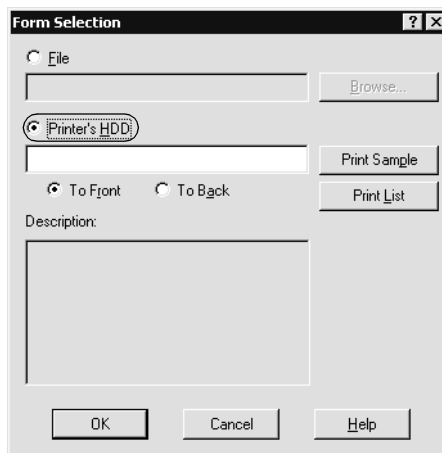 Form Selection
File
Browse...
Printer's HDD
Print Sample
To Front To Back
Print List
Description:
OK Cancel Help